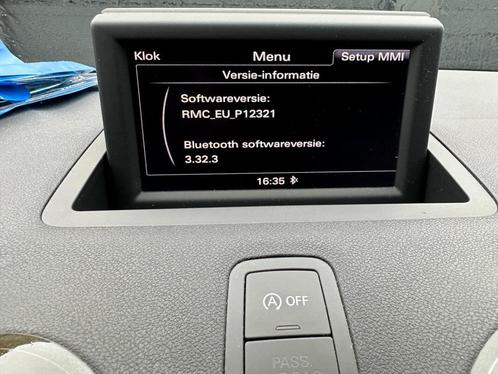 Klok Menu Setup MMI
Versie-informatie
Softwareversie:
RMC_EU_P12321
Bluetooth softwareversie:
3.32.3
16:35
A OFF
PASS.